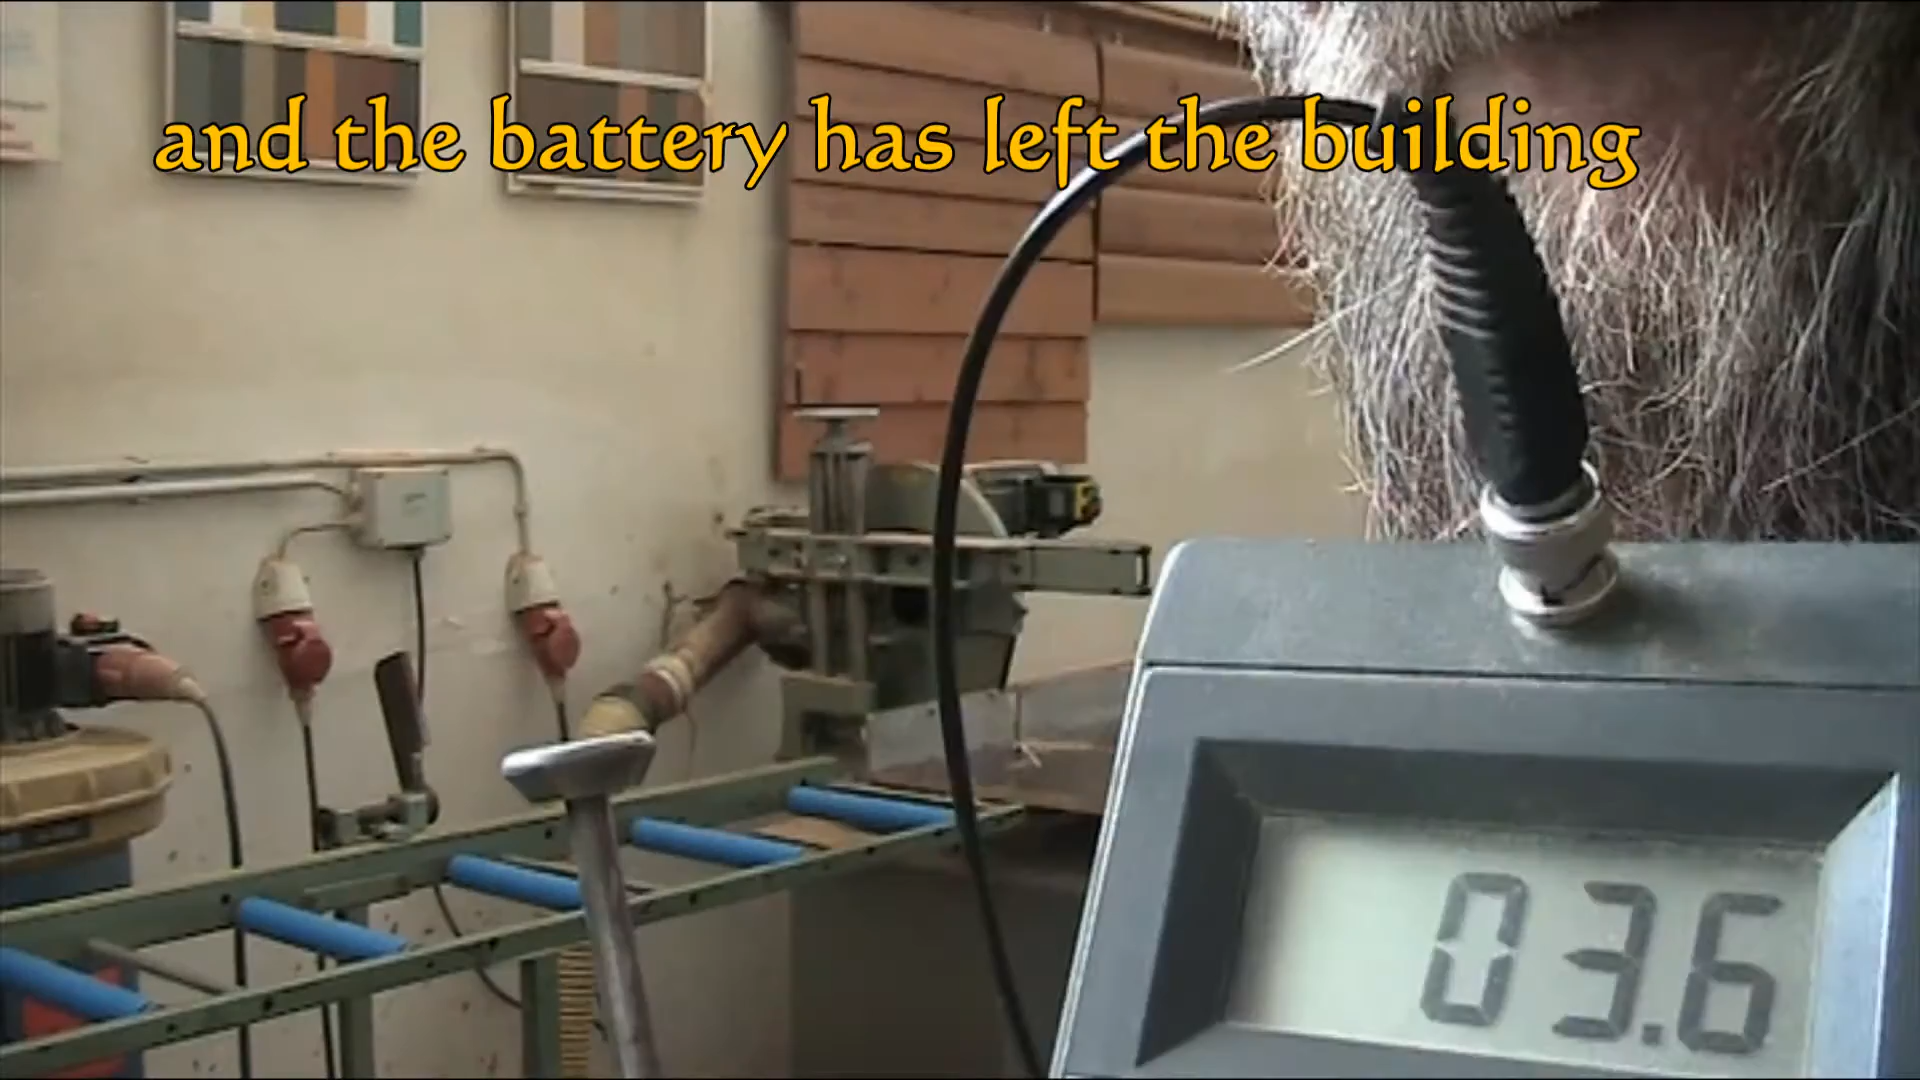 and the battery has left the building
03.6